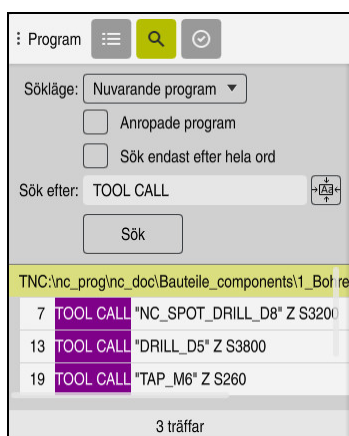 Program
Sökläge: Nuvarande program
Anropade program
Sök endast efter hela ord
Sök efter: TOOL CALL
Sök
TNC:\nc_prog\nc_doc\Bauteile_components\1_Bohre
7 TOOL CALL "NC_SPOT_DRILL_D8" Z S3200
13 TOOL CALL "DRILL_D5" Z S3800
19 TOOL CALL "TAP_M6" Z S260
3 träffar